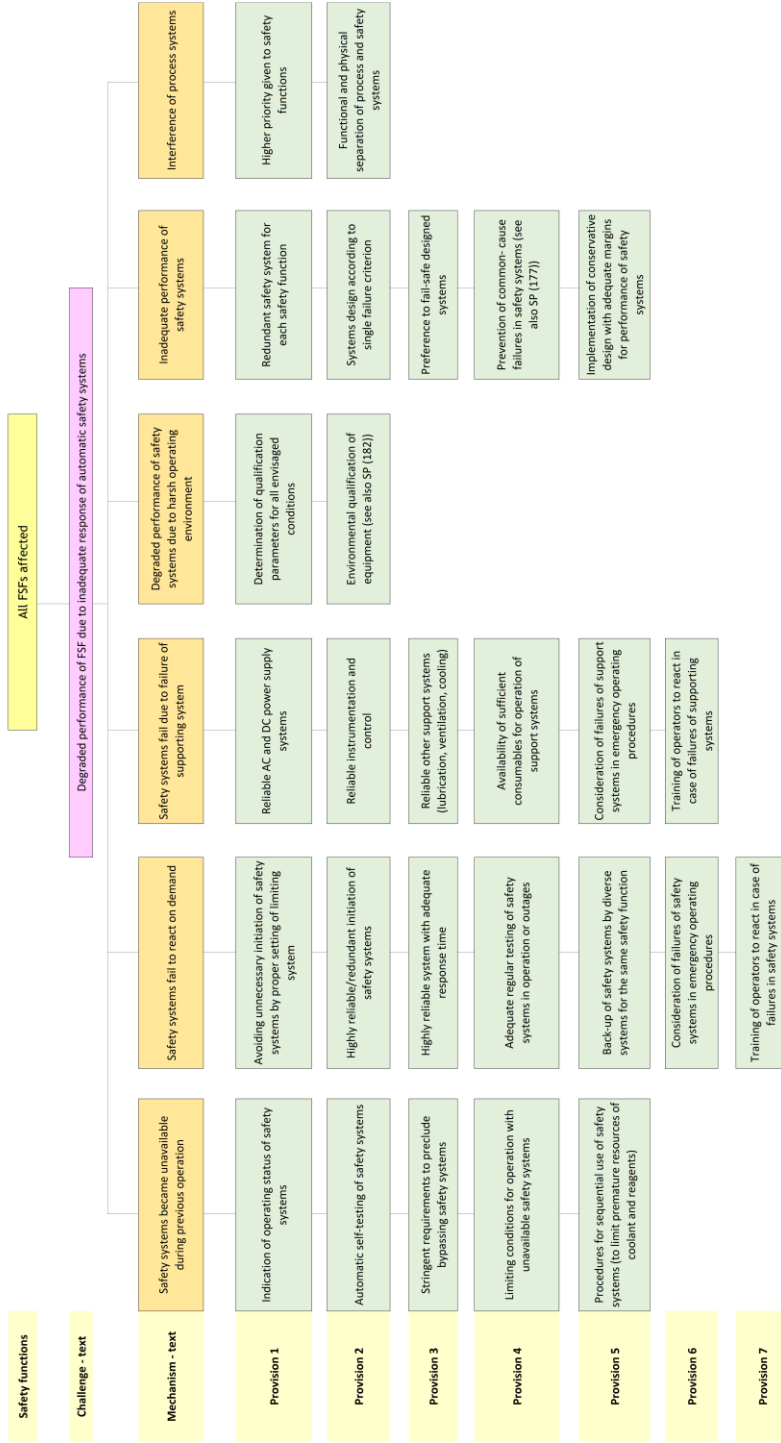 Safety functions
All FSFs affected
Challenge - text
Degraded performance of FSF due to inadequate response of automatic safety systems
Mechanism - text
Safety systems became unavailable
during previous operation
Safety systems fail to react on demand
Safety systems fail due to failure of
supporting system
Degraded performance of safety
systems due to harsh operating
environment
Inadequate performance of
safety systems
Interference of process systems
Provision 1
Indication of operating status of safety
systems
Avoiding unnecessary initiation of safety
systems by proper setting of limiting
system
Reliable AC and DC power supply
systems
Determination of qualification
parameters for all envisaged
conditions
Redundant safety system for
each safety function
Higher priority given to safety
functions
Provision 2
Automatic self-testing of safety systems
Highly reliable/redundant initiation of
safety systems
Reliable instrumentation and
control
Environmental qualification of
equipment (see also SP (182))
Systems design according to
single failure criterion
Functional and physical
separation of process and safety
systems
Provision 3
Stringent requirements to preclude
bypassing safety systems
Highly reliable system with adequate
response time
Reliable other support systems
(lubrication, ventilation, cooling)
Preference to fail-safe designed
systems
Provision 4
Limiting conditions for operation with
unavailable safety systems
Adequate regular testing of safety
systems in operation or outages
Availability of sufficient
consumables for operation of
support systems
Prevention of common- cause
failures in safety systems (see
also SP (177))
Provision 5
Procedures for sequential use of safety
systems (to limit premature resources of
coolant and reagents)
Back-up of safety systems by diverse
systems for the same safety function
Consideration of failures of support
systems in emergency operating
procedures
Implementation of conservative
design with adequate margins
for performance of safety
systems
Provision 6
Consideration of failures of safety
systems in emergency operating
procedures
Training of operators to react in
case of failures of supporting
systems
Provision 7
Training of operators to react in case of
failures in safety systems